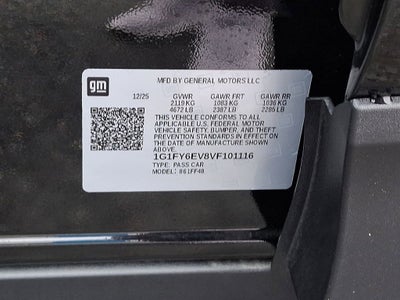 gm
MFD BY GENERAL MOTORS LLC
12/25 GVWR GAWR FRT GAWR RR
2119 KG 1083 KG 1036 KG
4672 LB 2387 LB 2285 LB
THIS VEHICLE CONFORMS TO ALL
APPLICABLE U.S. FEDERAL MOTOR
VEHICLE SAFETY, BUMPER, AND THEFT
PREVENTION STANDARDS IN EFFECT ON
THE DATE OF MANUFACTURE SHOWN
ABOVE.
1G1FY6EV8VF101116
TYPE: PASS CAR
MODEL: 861FF48